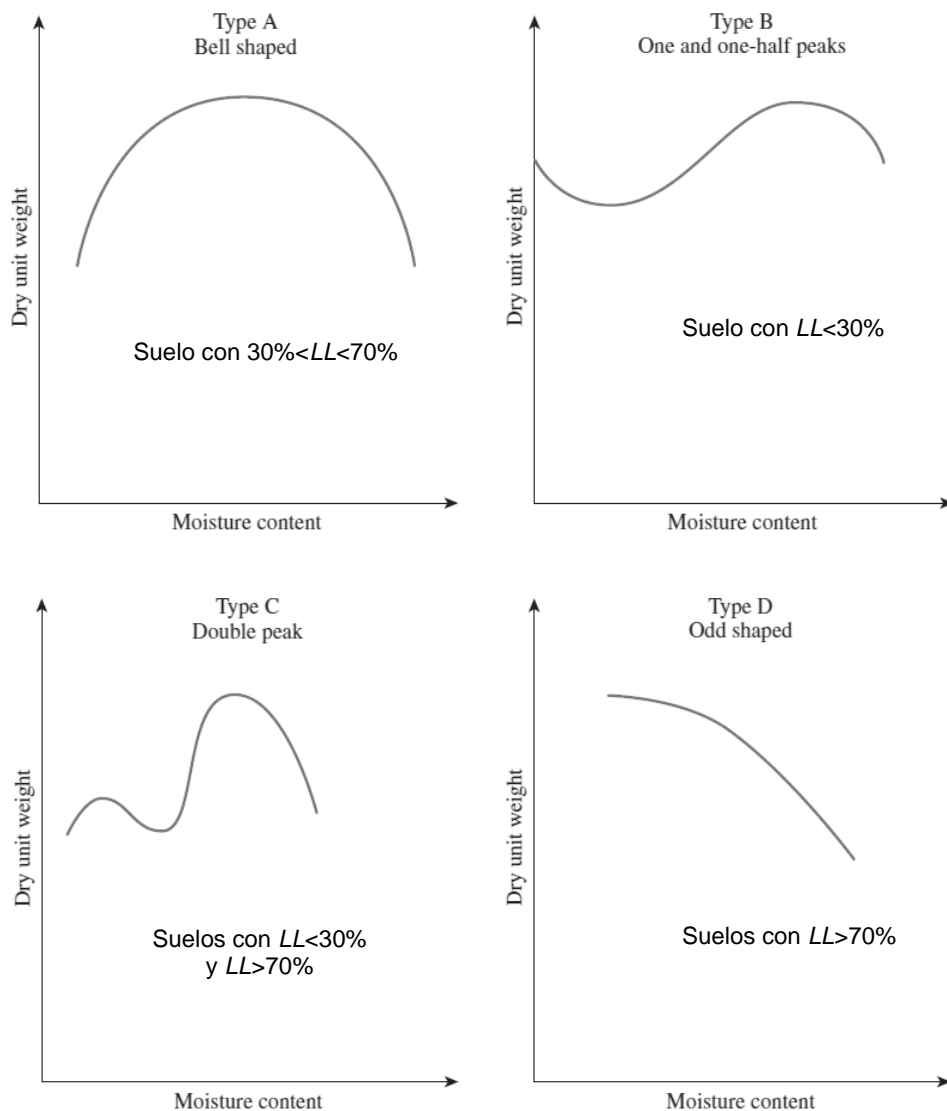 Type A
Bell shaped
Dry unit weight
Suelo con 30%<LL<70%
Moisture content
Type B
One and one-half peaks
Dry unit weight
Suelo con LL<30%
Moisture content
Type C
Double peak
Dry unit weight
Suelos con LL<30%
y LL>70%
Moisture content
Type D
Odd shaped
Dry unit weight
Suelos con LL>70%
Moisture content